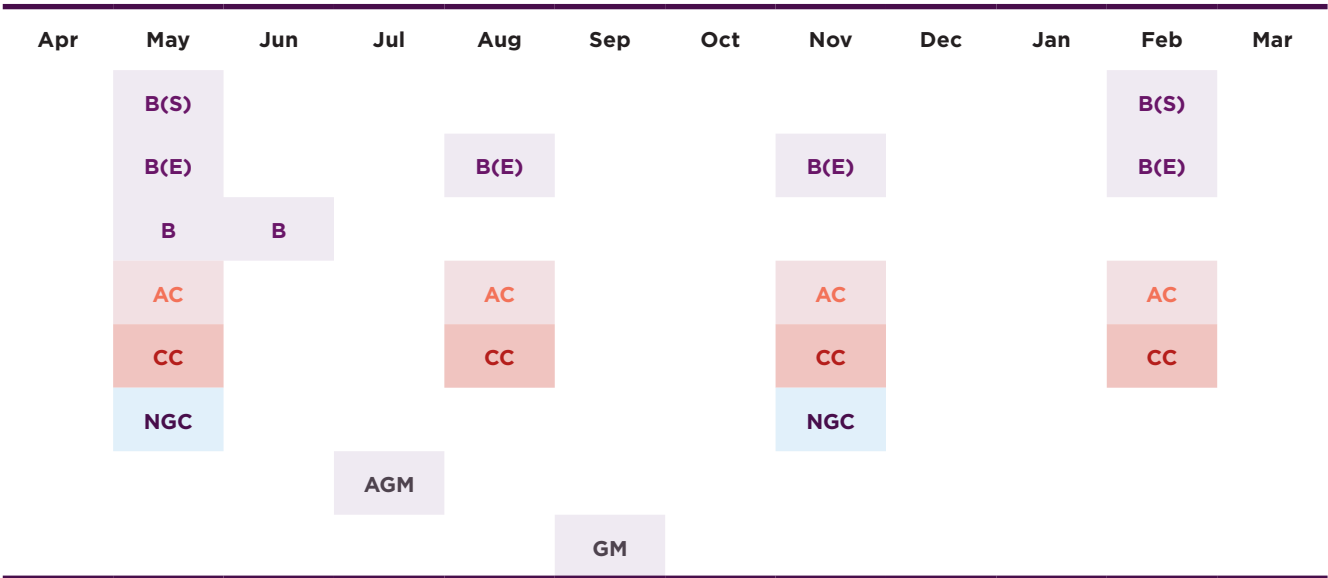 Apr May Jun Jul Aug Sep Oct Nov Dec Jan Feb Mar
B(S) B(S)
B(E) B(E) B(E) B(E)
B B
AC AC AC AC
CC CC CC CC
NGC NGC
AGM
GM